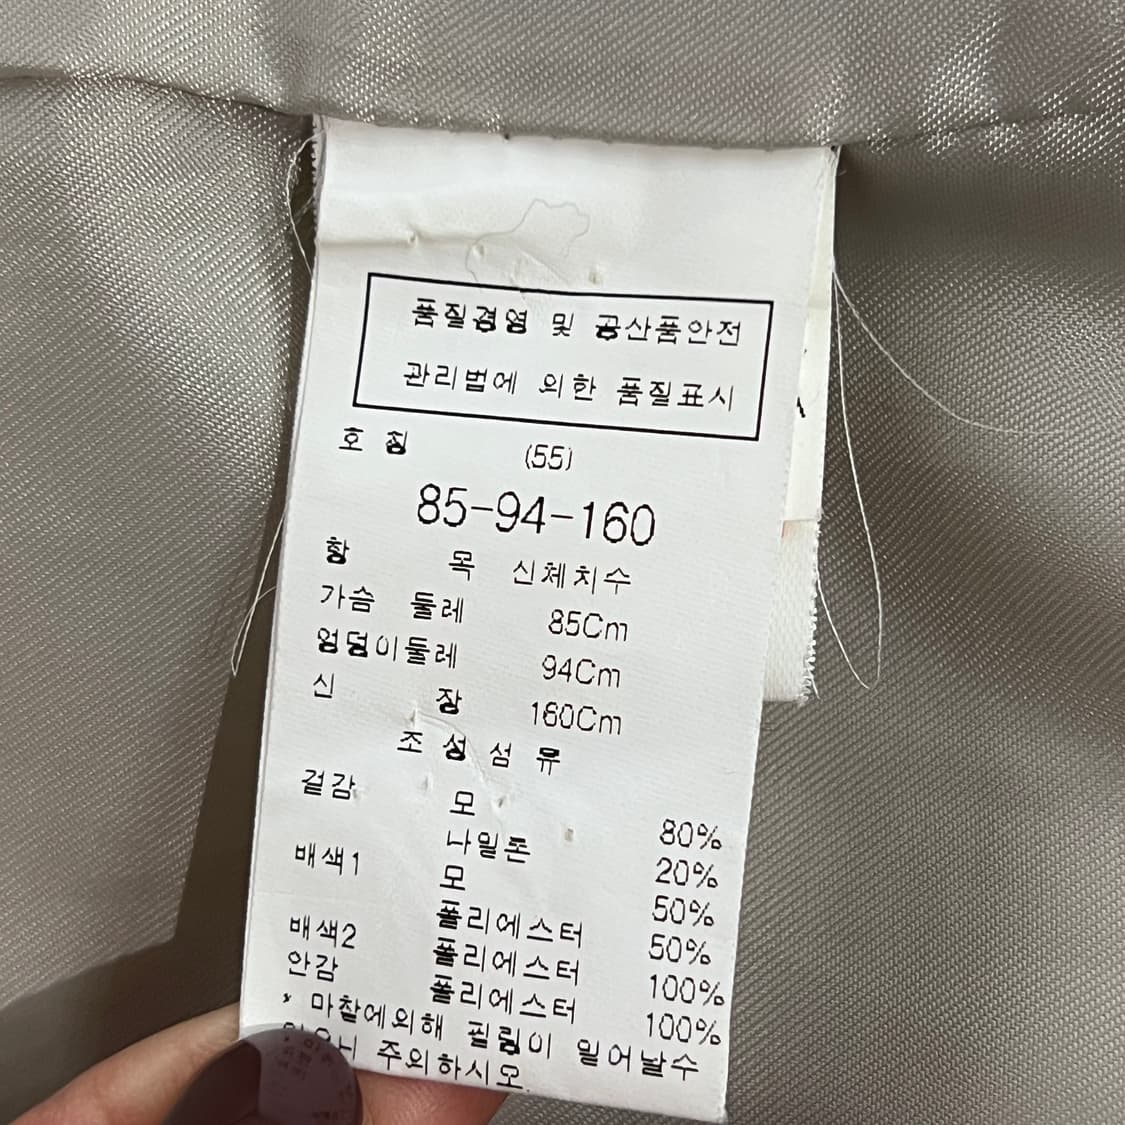 품질경영 및 공산품안전
관리법에 의한 품질표시
호 칭 (55)
85-94-160
항 목 신체치수
가슴 둘레 85Cm
엉덩이둘레 94Cm
신 장 160Cm
조 성 섬 유
겉감 모 80%
나일론 20%
배색1 모 50%
폴리에스터 50%
배색2 폴리에스터 100%
안감 폴리에스터 100%
* 마찰에의해 필링이 일어날수
주의하시오.